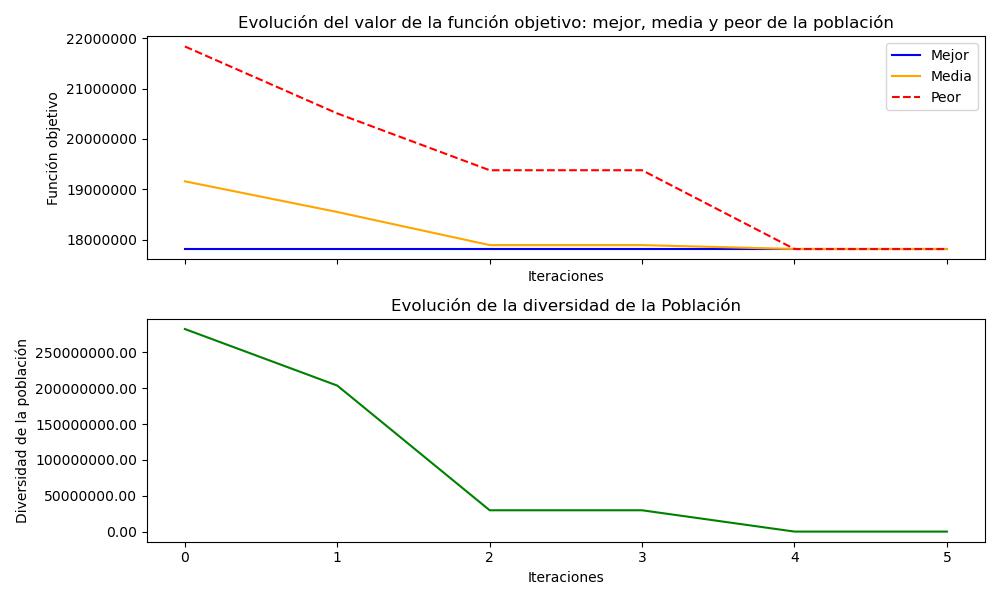 Evolución del valor de la función objetivo: mejor, media y peor de la población
22000000
21000000
20000000
19000000
18000000
Función objetivo
Mejor
Media
Peor
Iteraciones
Evolución de la diversidad de la Población
250000000.00
200000000.00
150000000.00
100000000.00
50000000.00
0.00
Diversidad de la población
0 1 2 3 4 5
Iteraciones